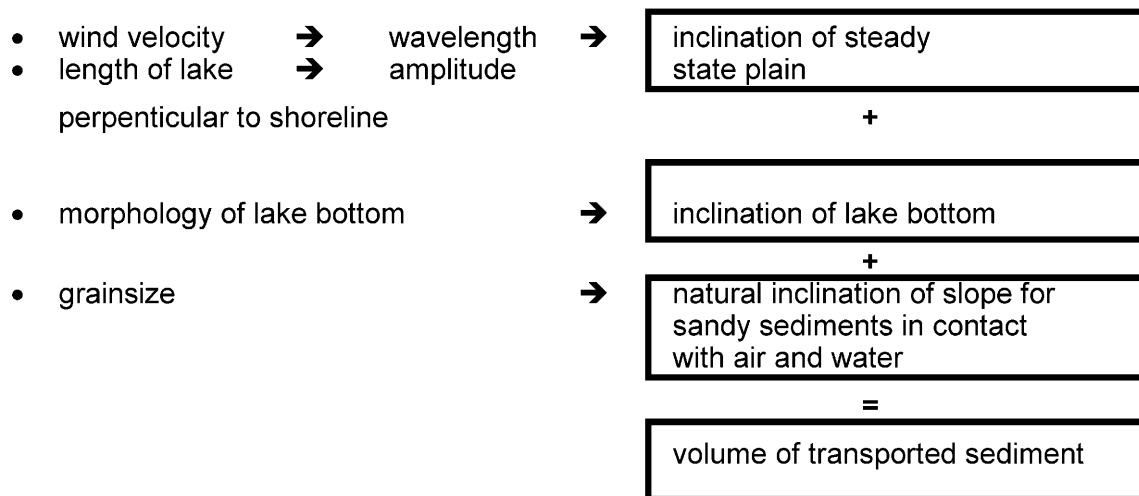 • wind velocity ➔ wavelength ➔ inclination of steady
• length of lake ➔ amplitude state plain
perpenticular to shoreline +
• morphology of lake bottom ➔ inclination of lake bottom
+
• grainsize ➔ natural inclination of slope for
sandy sediments in contact
with air and water
=
volume of transported sediment